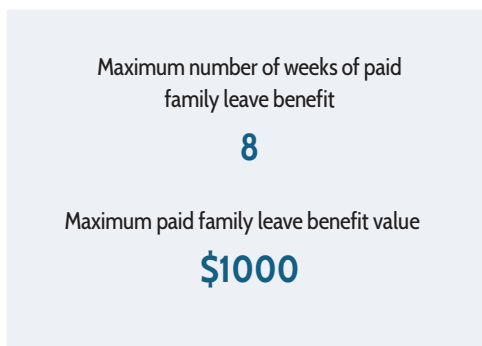 Maximum number of weeks of paid
family leave benefit
8
Maximum paid family leave benefit value
$1000